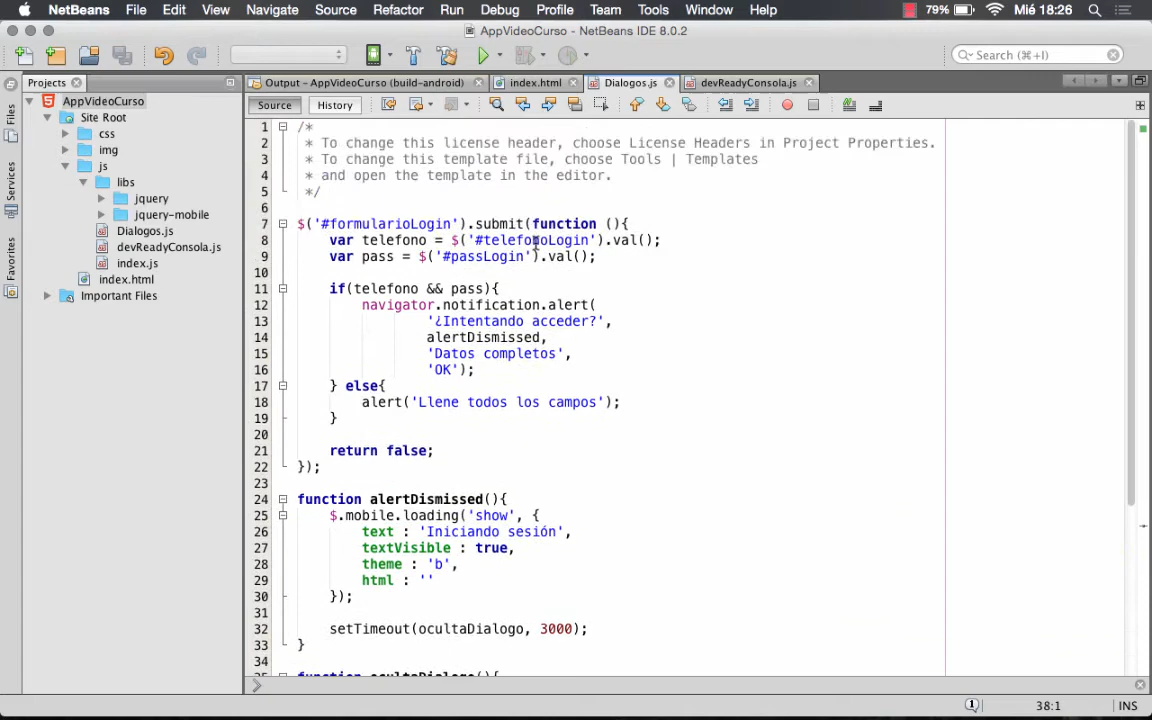 NetBeans File Edit View Navigate Source Refactor Run Debug Profile Team Tools Window Help 79% Mié 18:26
AppVideoCurso - NetBeans IDE 8.0.2
Search (⌘+I)
Projects
Output – AppVideoCurso (build–android) index.html Dialogos.js devReadyConsola.js
Source History
Files
Services
AppVideoCurso
Site Root
css
img
js
libs
jquery
jquery-mobile
Dialogos.js
devReadyConsola.js
index.js
index.html
Important Files
1 /*
2 * To change this license header, choose License Headers in Project Properties.
3 * To change this template file, choose Tools | Templates
4 * and open the template in the editor.
5 */
6
7 $('#formularioLogin').submit(function (){
8 var telefono = $('#telefonoLogin').val();
9 var pass = $('#passLogin').val();
10
11 if(telefono && pass){
12 navigator.notification.alert(
13 '¿Intentando acceder?',
14 alertDismissed,
15 'Datos completos',
16 'OK');
17 } else{
18 alert('Llene todos los campos');
19 }
20
21 return false;
22 });
23
24 function alertDismissed(){
25 $.mobile.loading('show', {
26 text : 'Iniciando sesión',
27 textVisible : true,
28 theme : 'b',
29 html : ''
30 });
31
32 setTimeout(ocultaDialogo, 3000);
33 }
34
function ocultaDialogo(){
1 38:1 INS